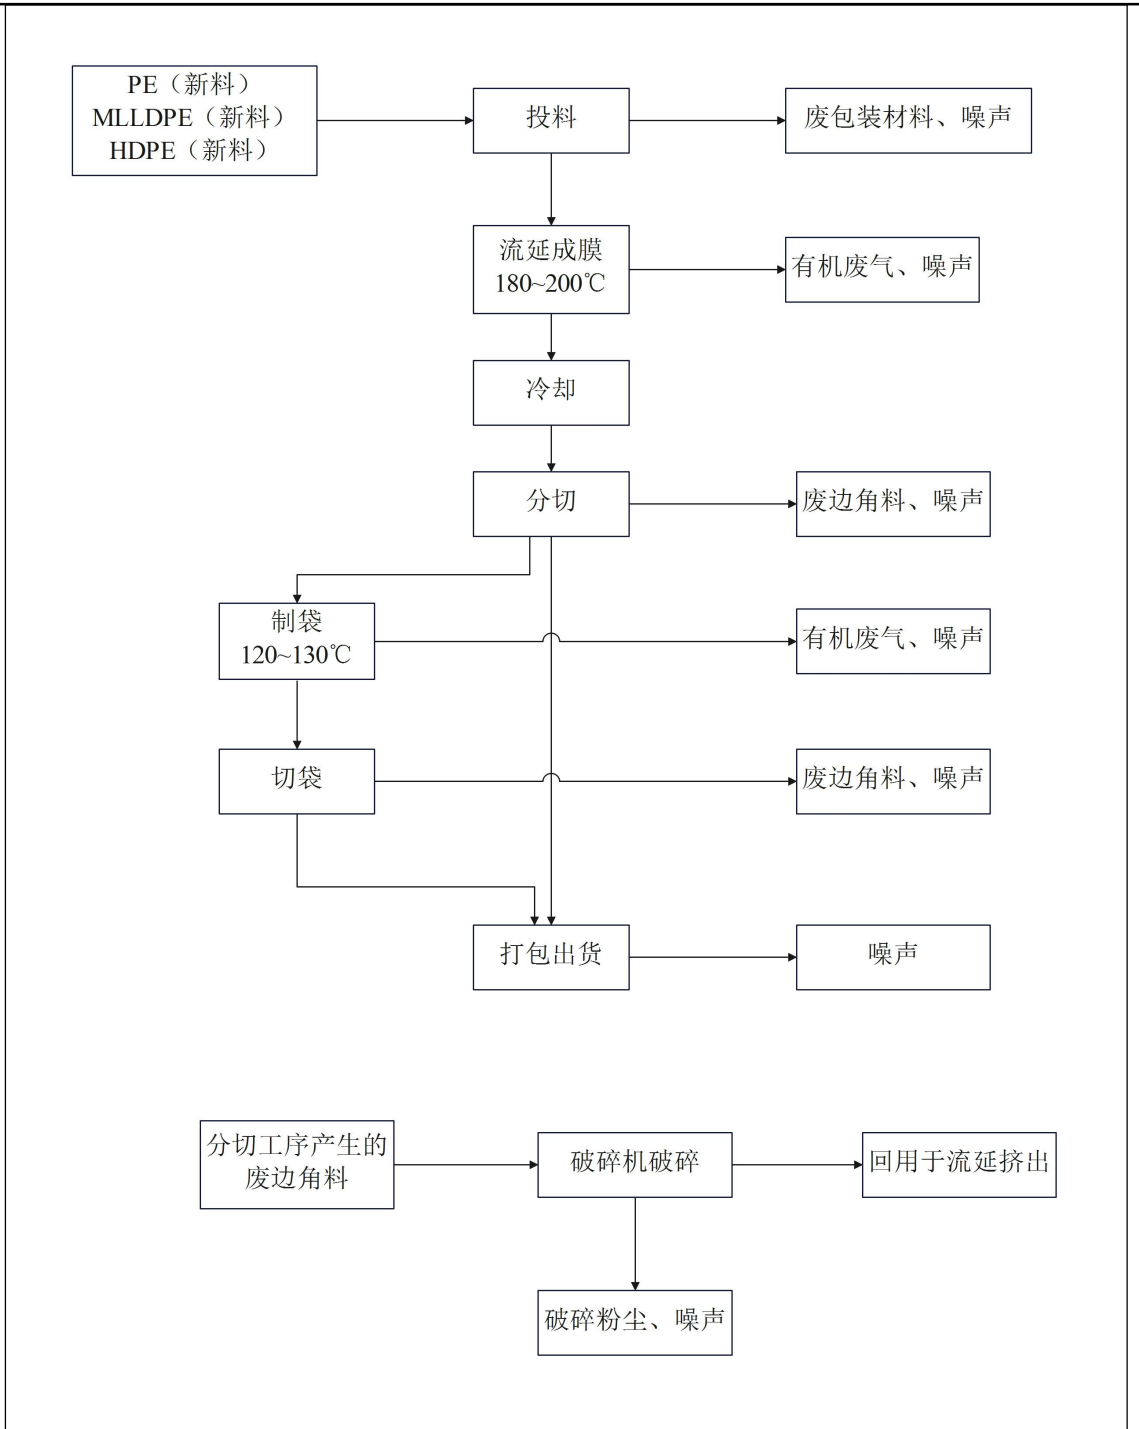 PE（新料）
MLLDPE（新料）
HDPE（新料）
投料
废包装材料、噪声
流延成膜
180~200℃
有机废气、噪声
冷却
分切
废边角料、噪声
制袋
120~130℃
有机废气、噪声
切袋
废边角料、噪声
打包出货
噪声
分切工序产生的
废边角料
破碎机破碎
回用于流延挤出
破碎粉尘、噪声